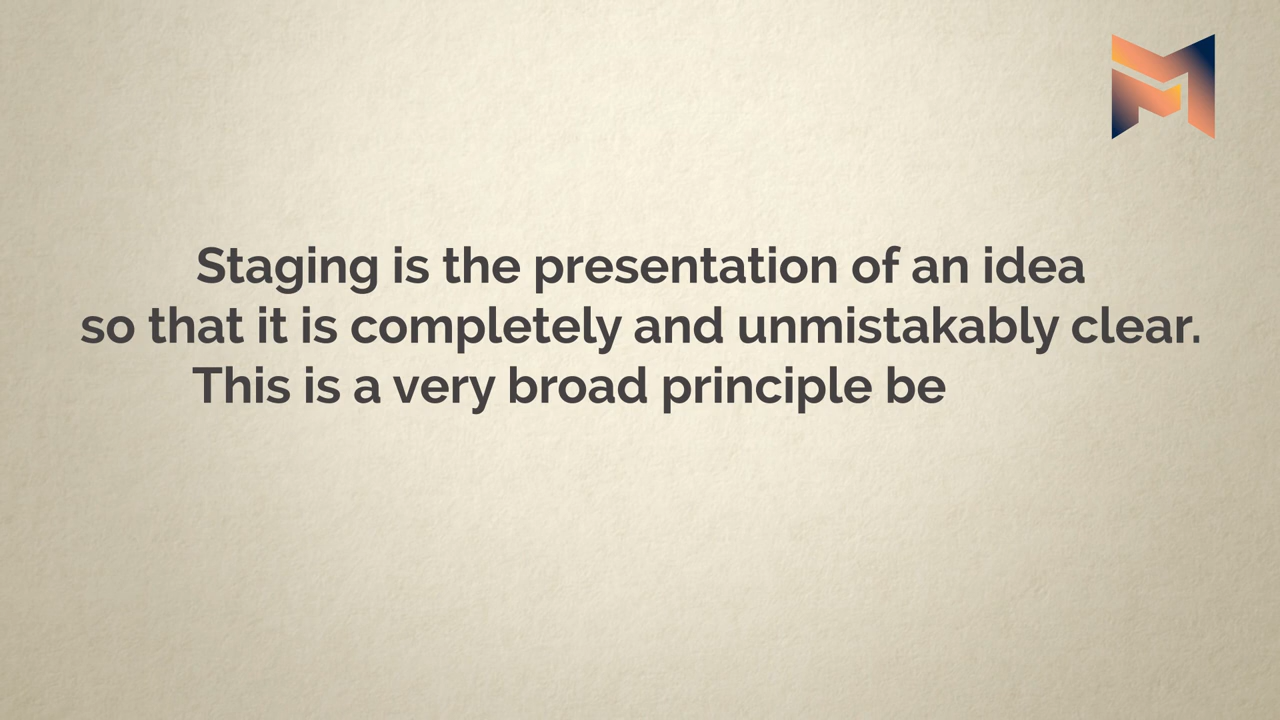 Staging is the presentation of an idea
so that it is completely and unmistakably clear.
This is a very broad principle be